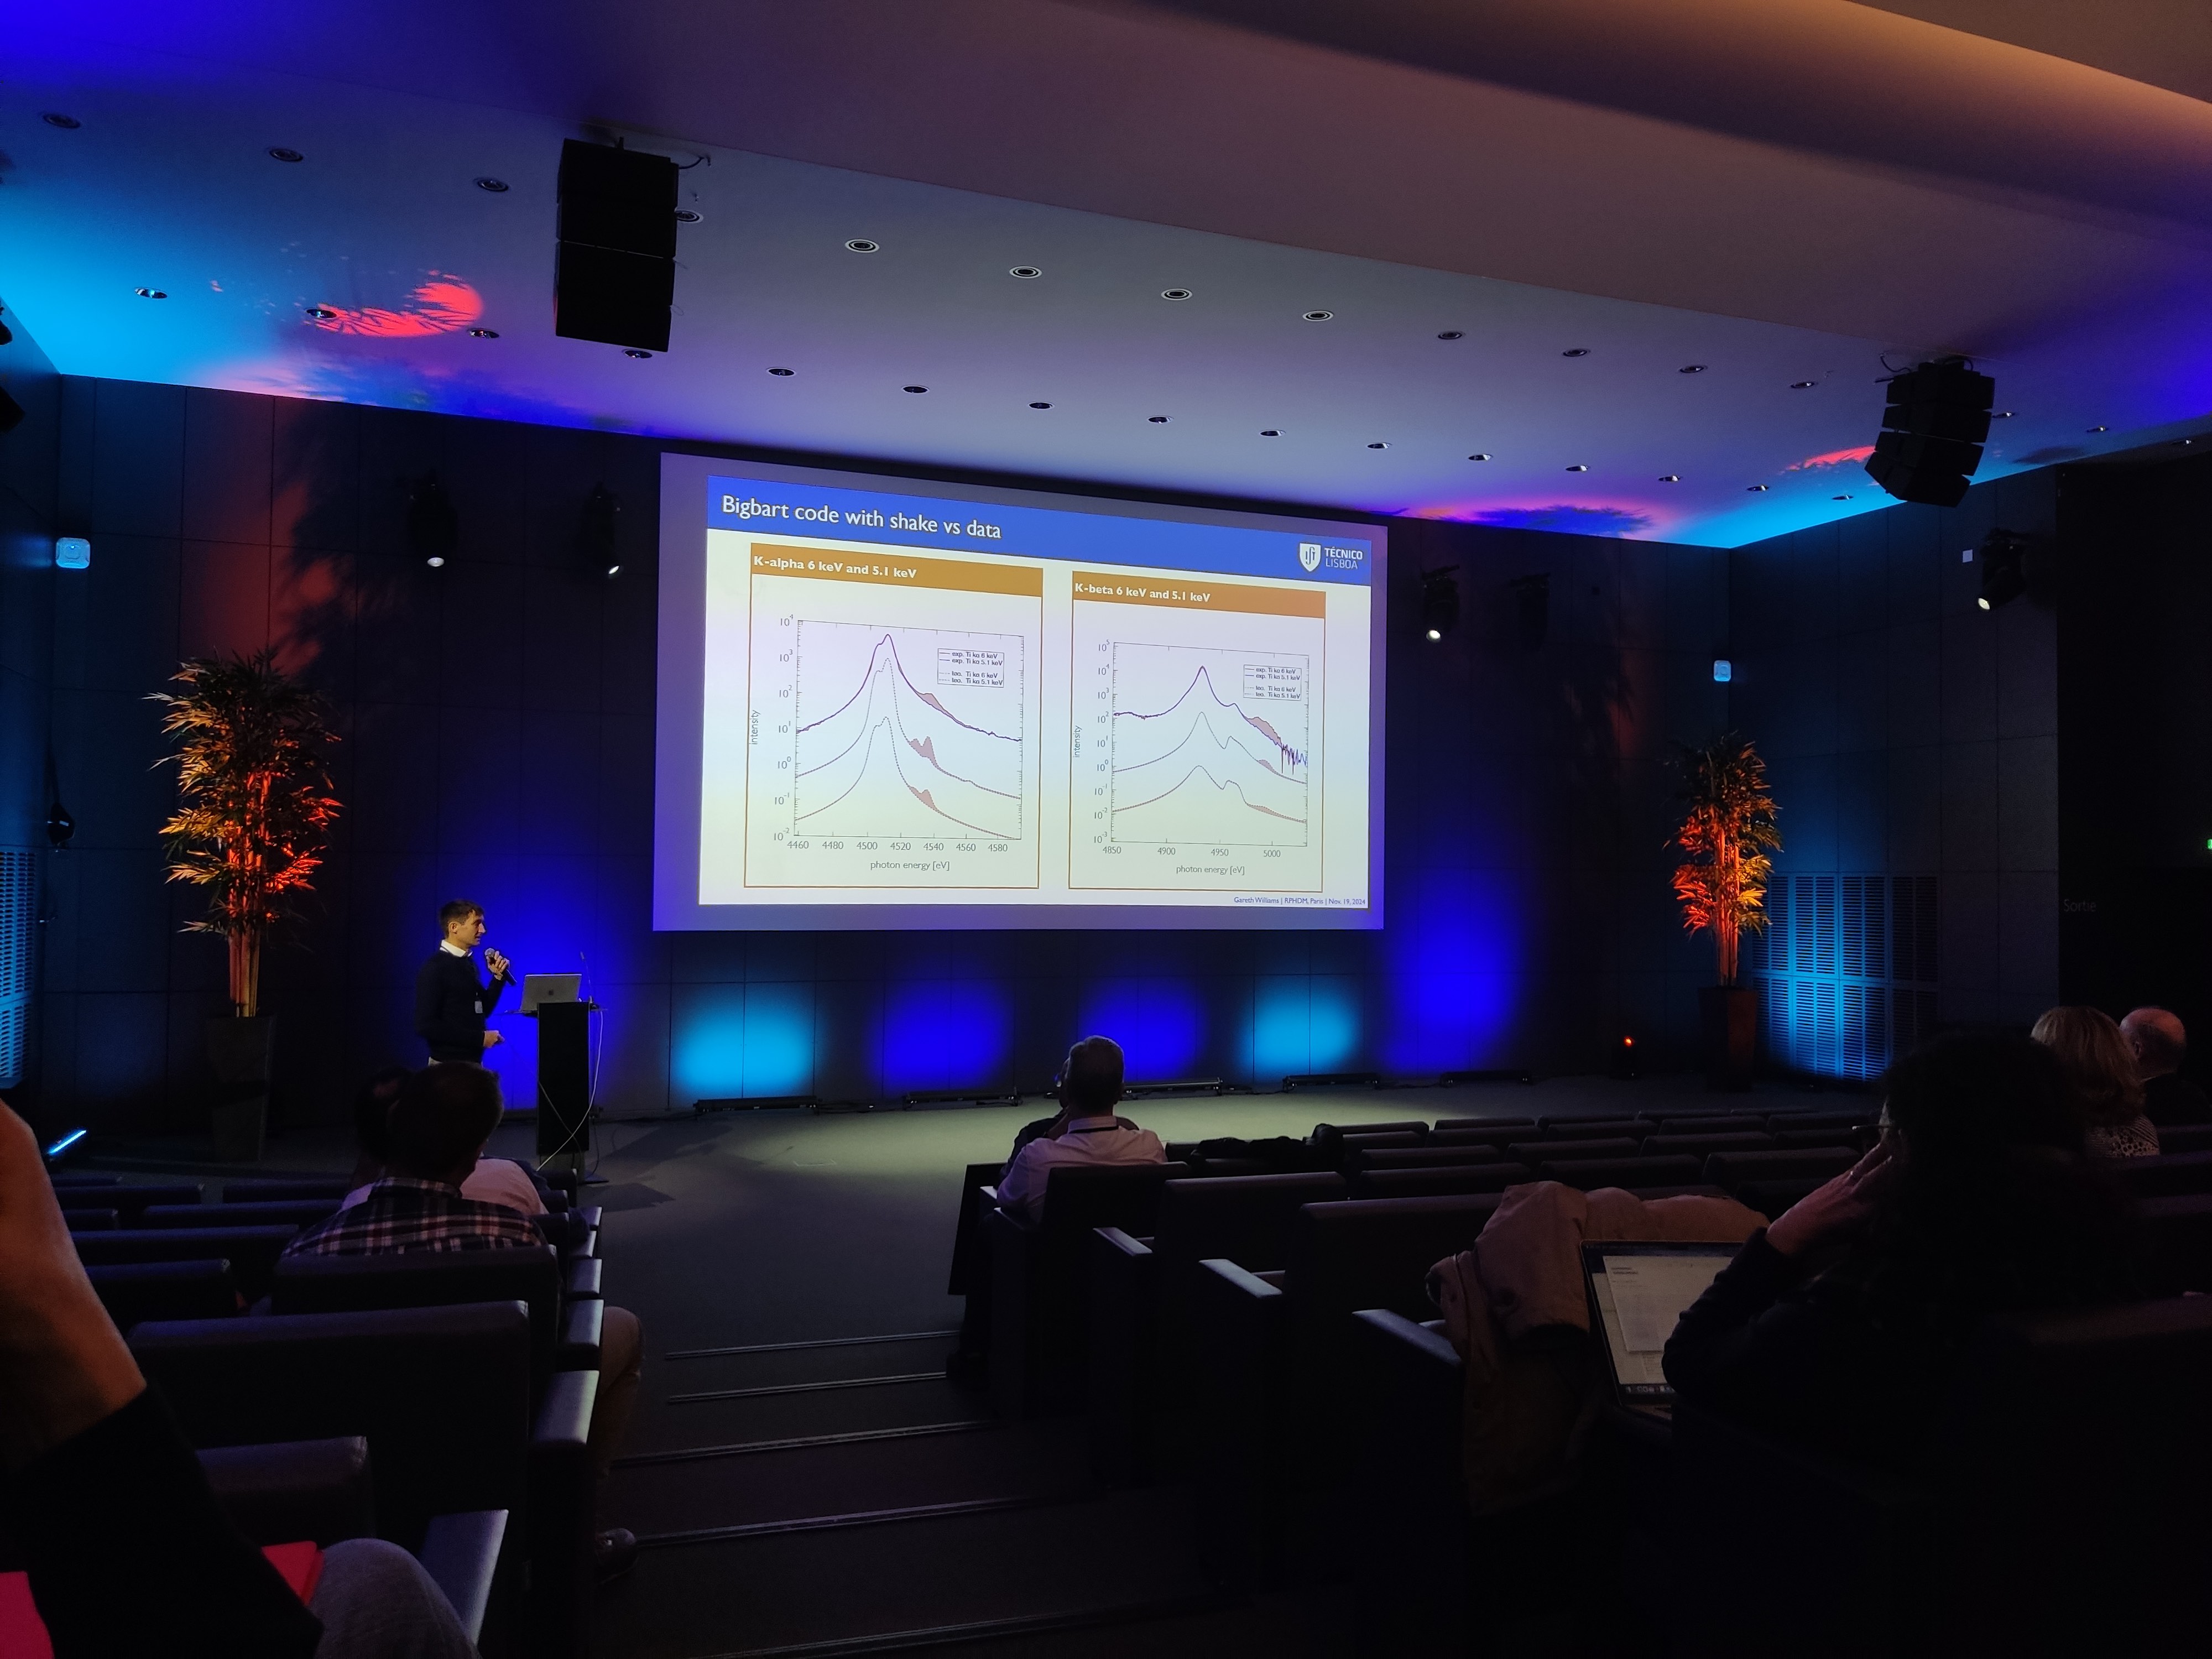 Bigbart code with shake vs data
TÉCNICO
LISBOA
K-alpha 6 keV and 5.1 keV
10^4
10^3
10^2
10^1
10^0
10^-1
10^-2
intensity
exp. Ti kα 6 keV
exp. Ti kα 5.1 keV
teo. Ti kα 6 keV
teo. Ti kα 5.1 keV
4460 4480 4500 4520 4540 4560 4580
photon energy [eV]
K-beta 6 keV and 5.1 keV
10^5
10^4
10^3
10^2
10^1
10^0
10^-1
10^-2
10^-3
intensity
exp. Ti kα 6 keV
exp. Ti kα 5.1 keV
teo. Ti kα 6 keV
teo. Ti kα 5.1 keV
4850 4900 4950 5000
photon energy [eV]
Gareth Williams | RPHDM, Paris | Nov. 19, 2024
Sortie